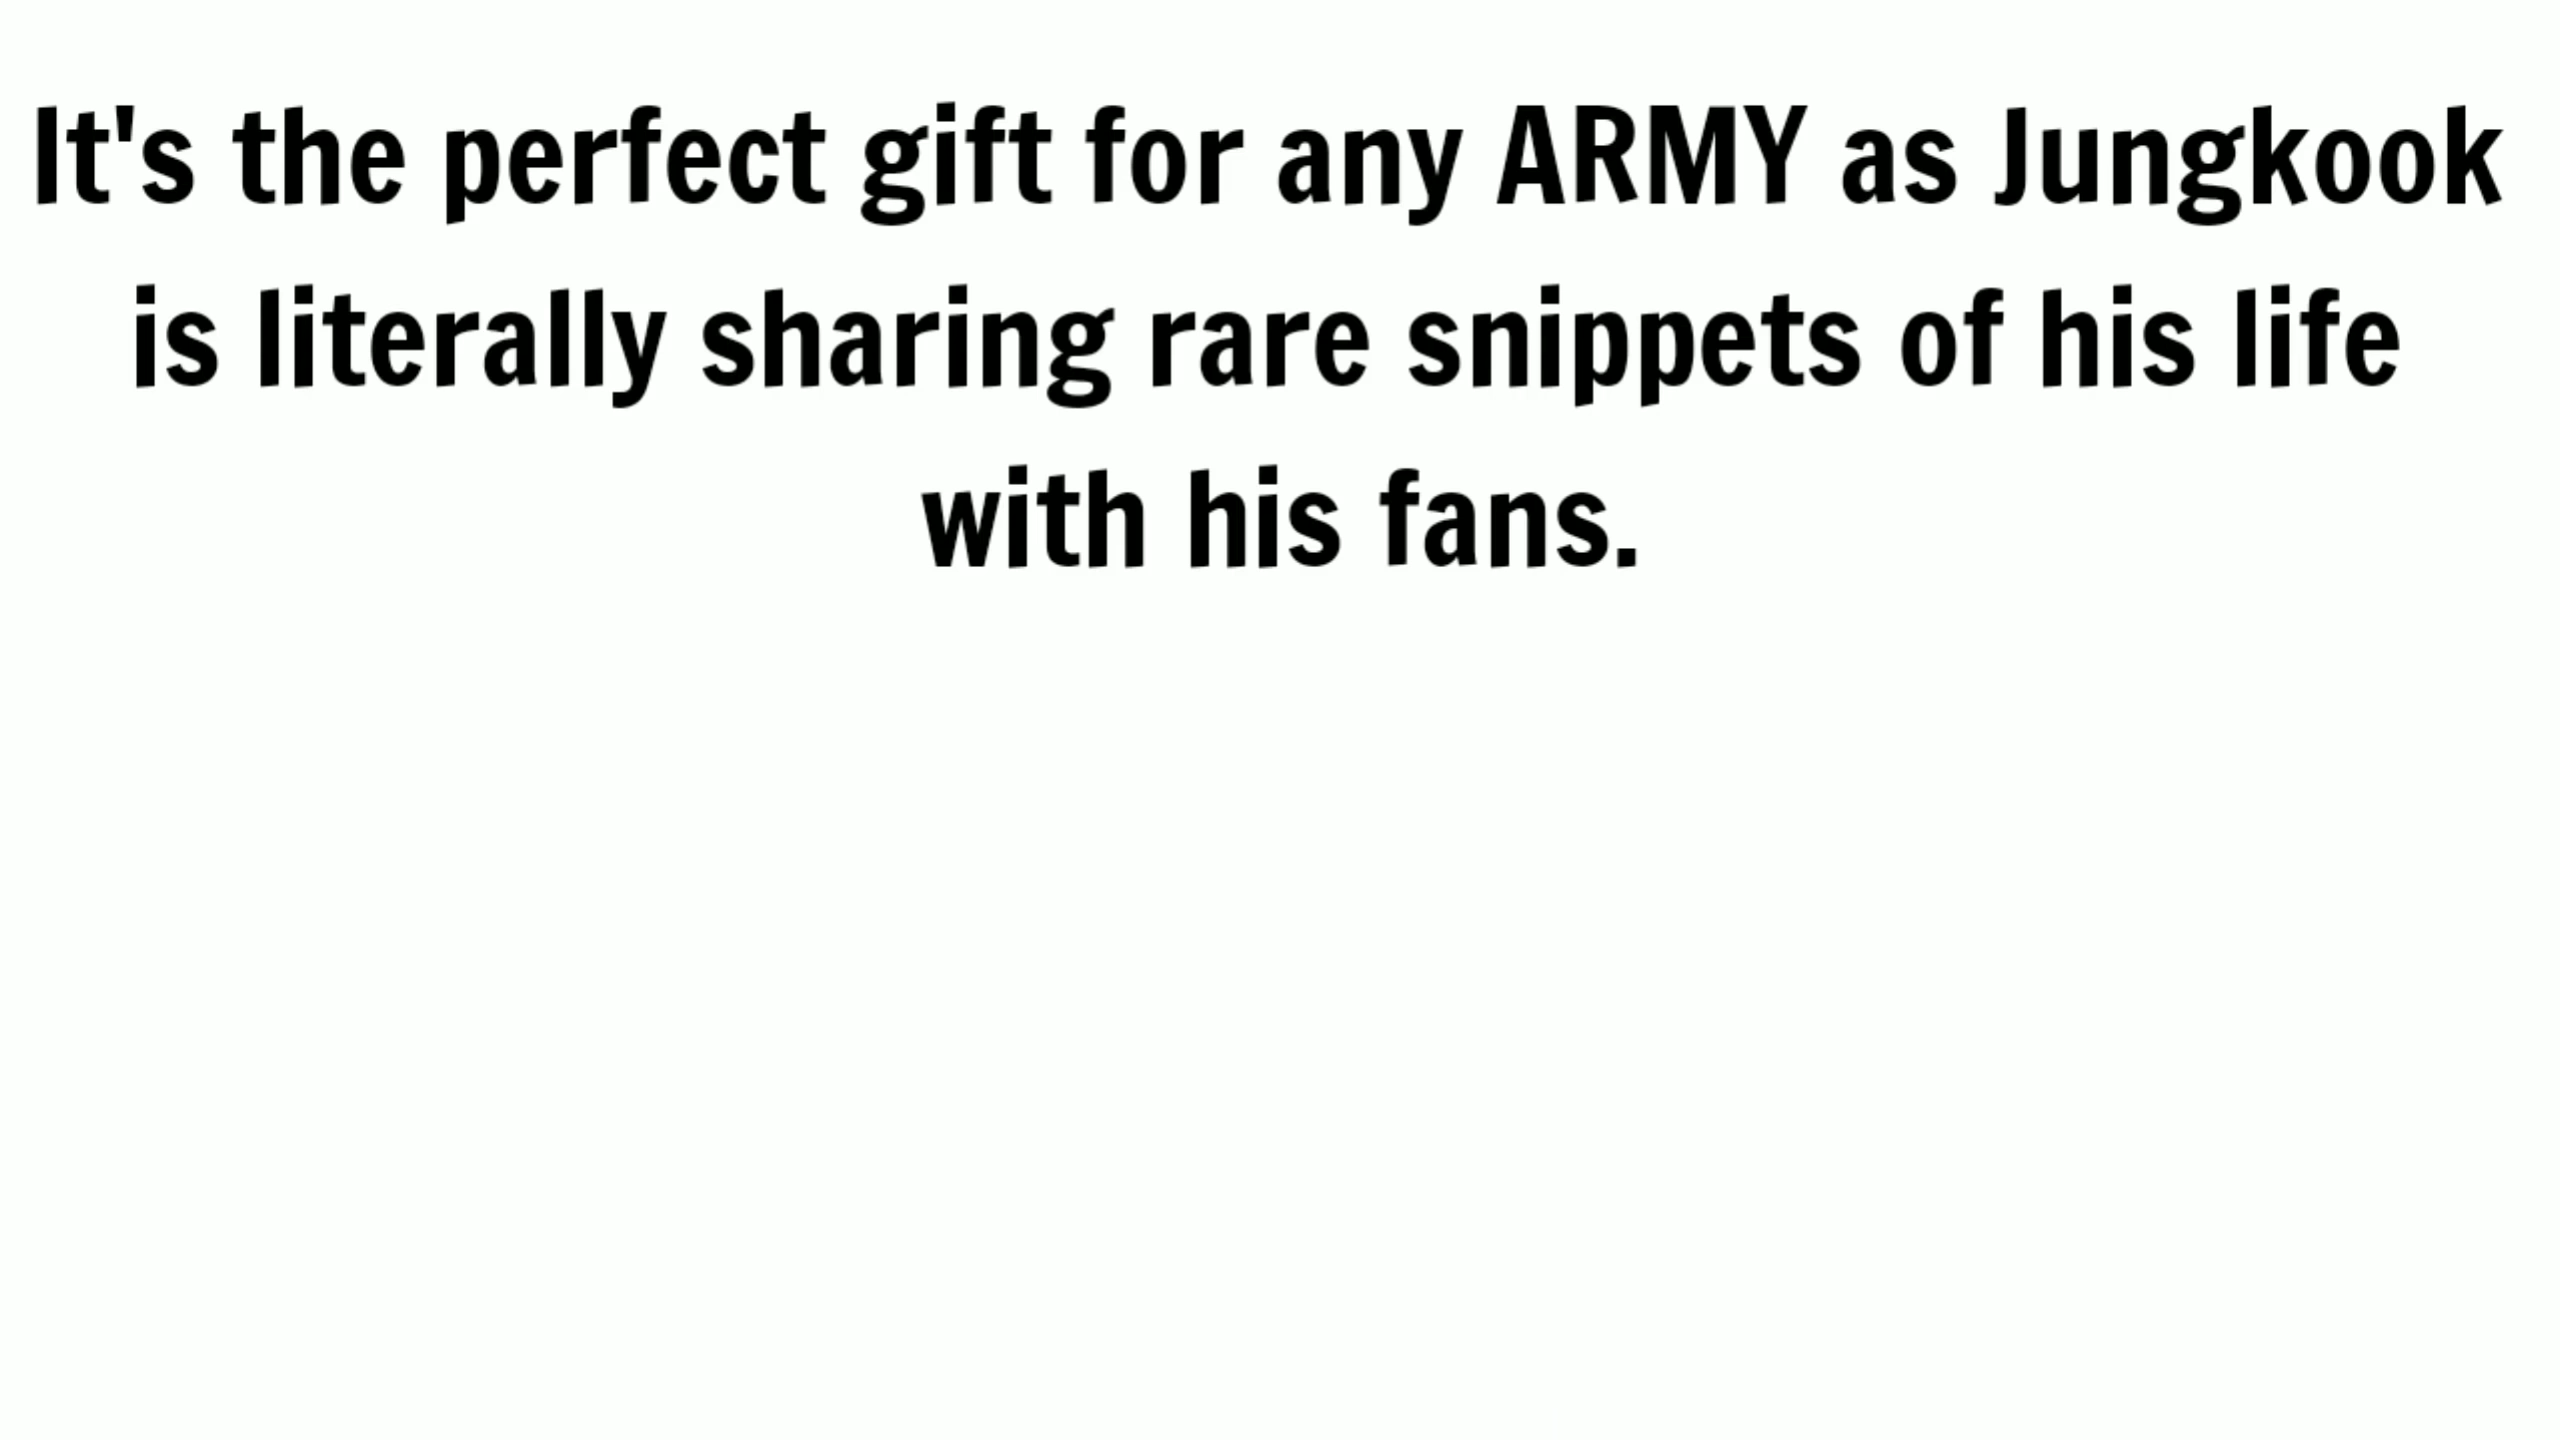 It's the perfect gift for any ARMY as Jungkook
is literally sharing rare snippets of his life
with his fans.